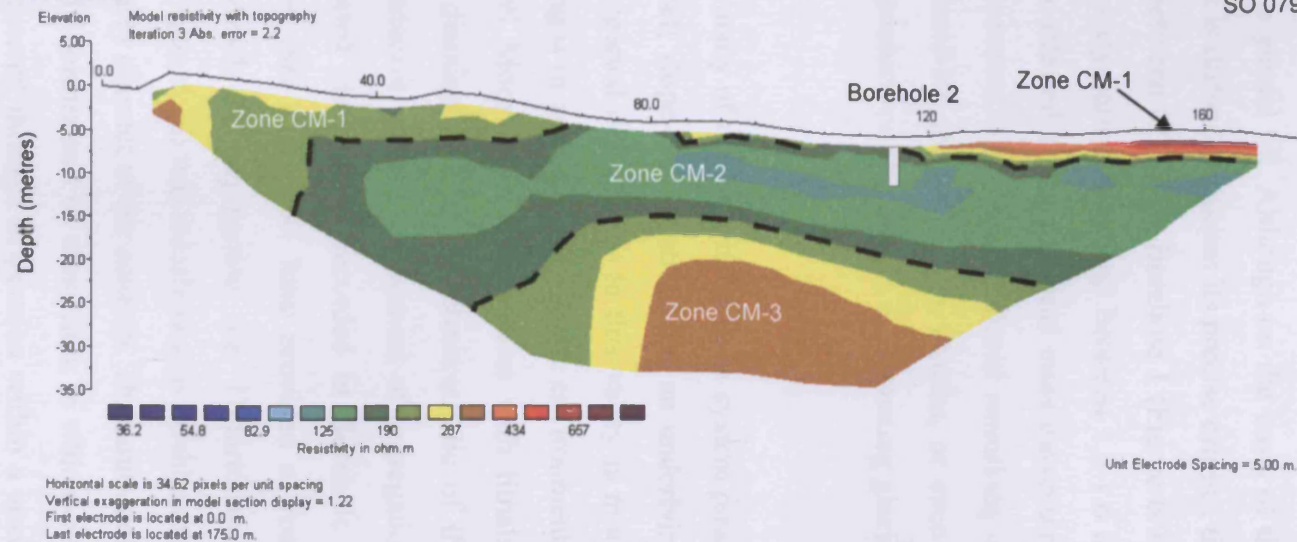 SO 079
Elevation
Model resistivity with topography
Iteration 3 Abs. error = 2.2
5.00
0.0
-5.00
-10.0
-15.0
-20.0
-25.0
-30.0
-35.0
Depth (metres)
0.0
40.0
80.0
120
160
Borehole 2
Zone CM-1
Zone CM-1
Zone CM-2
Zone CM-3
36.2 54.8 82.9 125 190 287 434 657
Resistivity in ohm.m
Unit Electrode Spacing = 5.00 m.
Horizontal scale is 34.62 pixels per unit spacing
Vertical exaggeration in model section display = 1.22
First electrode is located at 0.0 m.
Last electrode is located at 175.0 m.